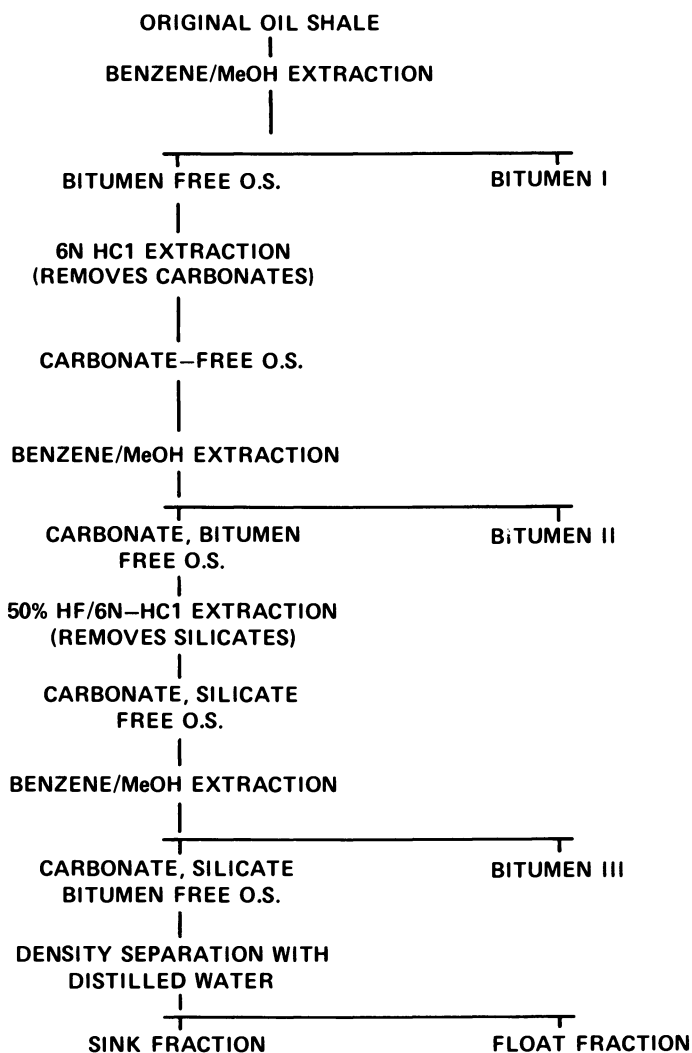 ORIGINAL OIL SHALE
BENZENE/MeOH EXTRACTION
BITUMEN FREE O.S.
BITUMEN I
6N HC1 EXTRACTION
(REMOVES CARBONATES)
CARBONATE–FREE O.S.
BENZENE/MeOH EXTRACTION
CARBONATE, BITUMEN
FREE O.S.
BiTUMEN II
50% HF/6N–HC1 EXTRACTION
(REMOVES SILICATES)
CARBONATE, SILICATE
FREE O.S.
BENZENE/MeOH EXTRACTION
CARBONATE, SILICATE
BITUMEN FREE O.S.
BITUMEN III
DENSITY SEPARATION WITH
DISTILLED WATER
SINK FRACTION
FLOAT FRACTION